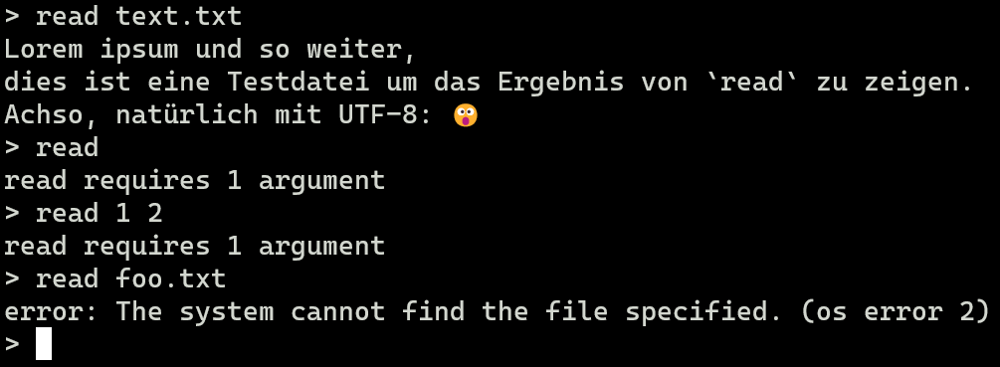 > read text.txt
Lorem ipsum und so weiter,
dies ist eine Testdatei um das Ergebnis von `read` zu zeigen.
Achso, natürlich mit UTF-8: 😲
> read
read requires 1 argument
> read 1 2
read requires 1 argument
> read foo.txt
error: The system cannot find the file specified. (os error 2)
>